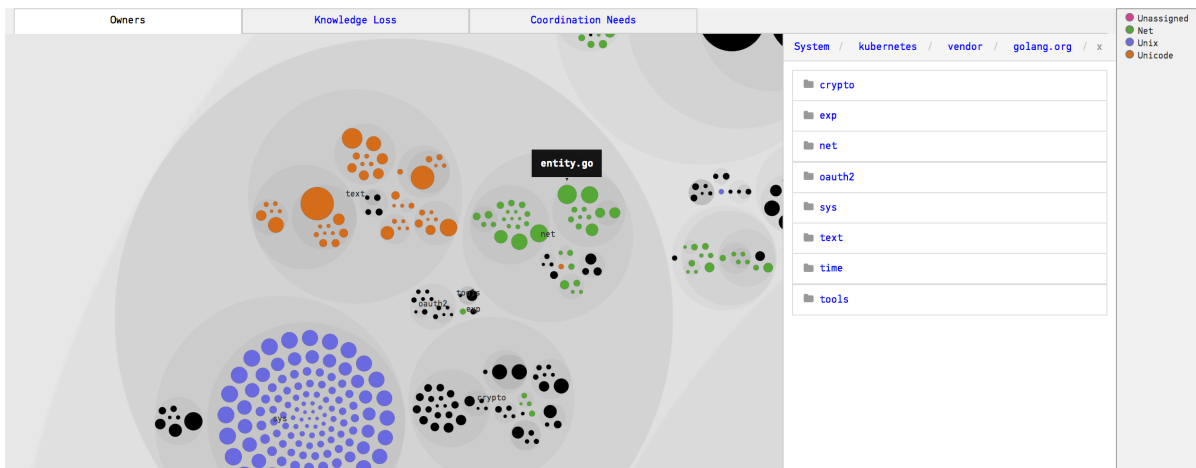 Owners
Knowledge Loss
Coordination Needs
Unassigned
Net
Unix
Unicode
System / kubernetes / vendor / golang.org / x
crypto
exp
net
oauth2
sys
text
time
tools
entity.go
text
net
tools
oauth2
exp
crypto
sys